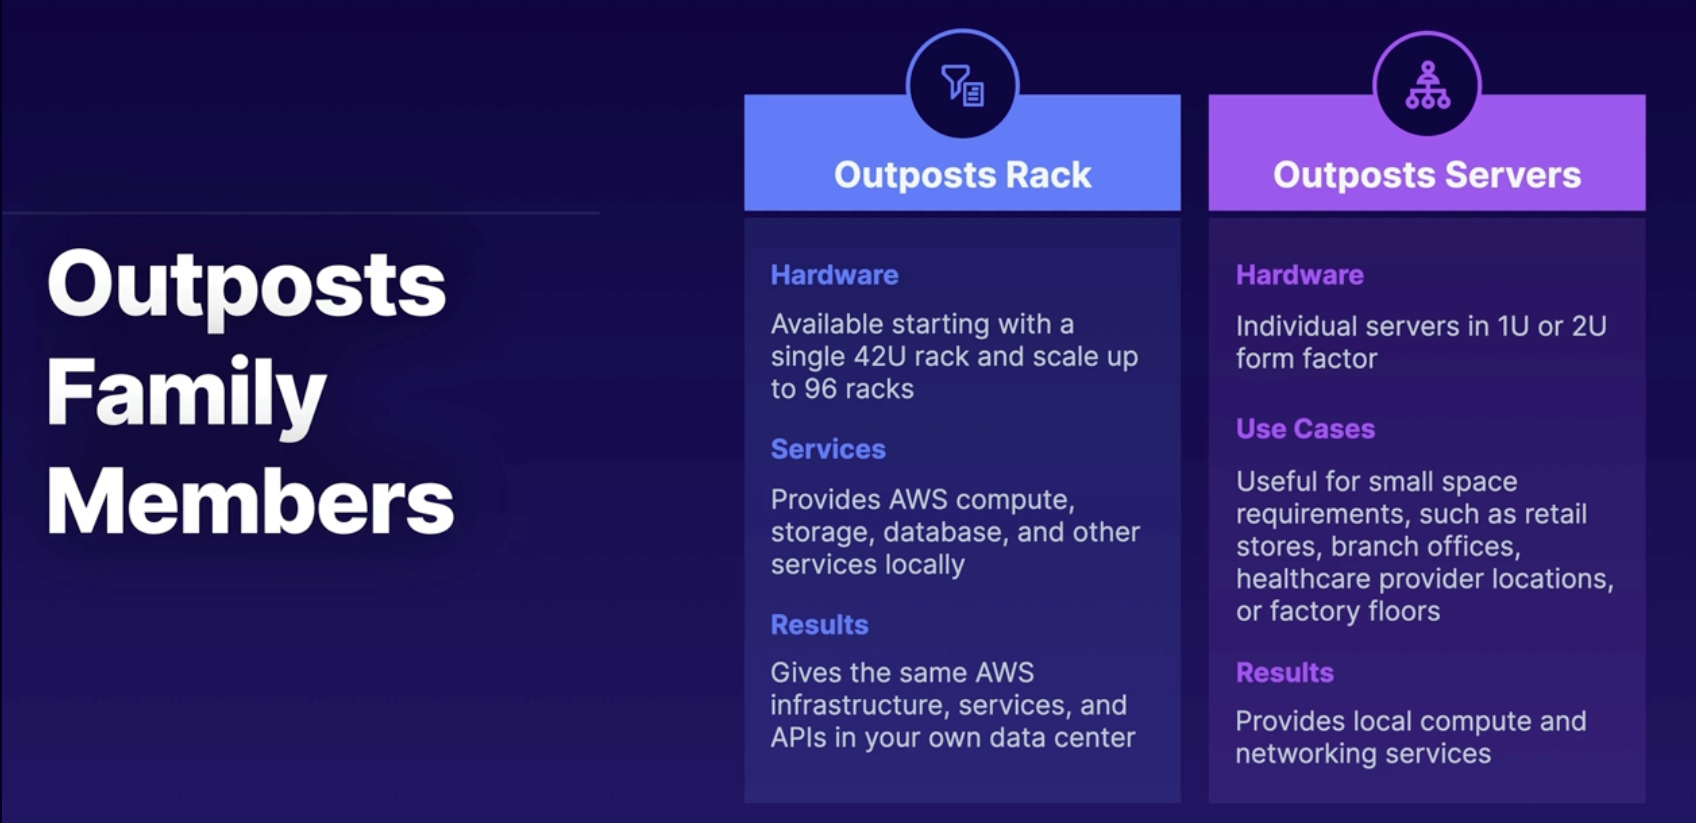 Outposts
Family
Members
Outposts Rack
Hardware
Available starting with a
single 42U rack and scale up
to 96 racks
Services
Provides AWS compute,
storage, database, and other
services locally
Results
Gives the same AWS
infrastructure, services, and
APIs in your own data center
Outposts Servers
Hardware
Individual servers in 1U or 2U
form factor
Use Cases
Useful for small space
requirements, such as retail
stores, branch offices,
healthcare provider locations,
or factory floors
Results
Provides local compute and
networking services